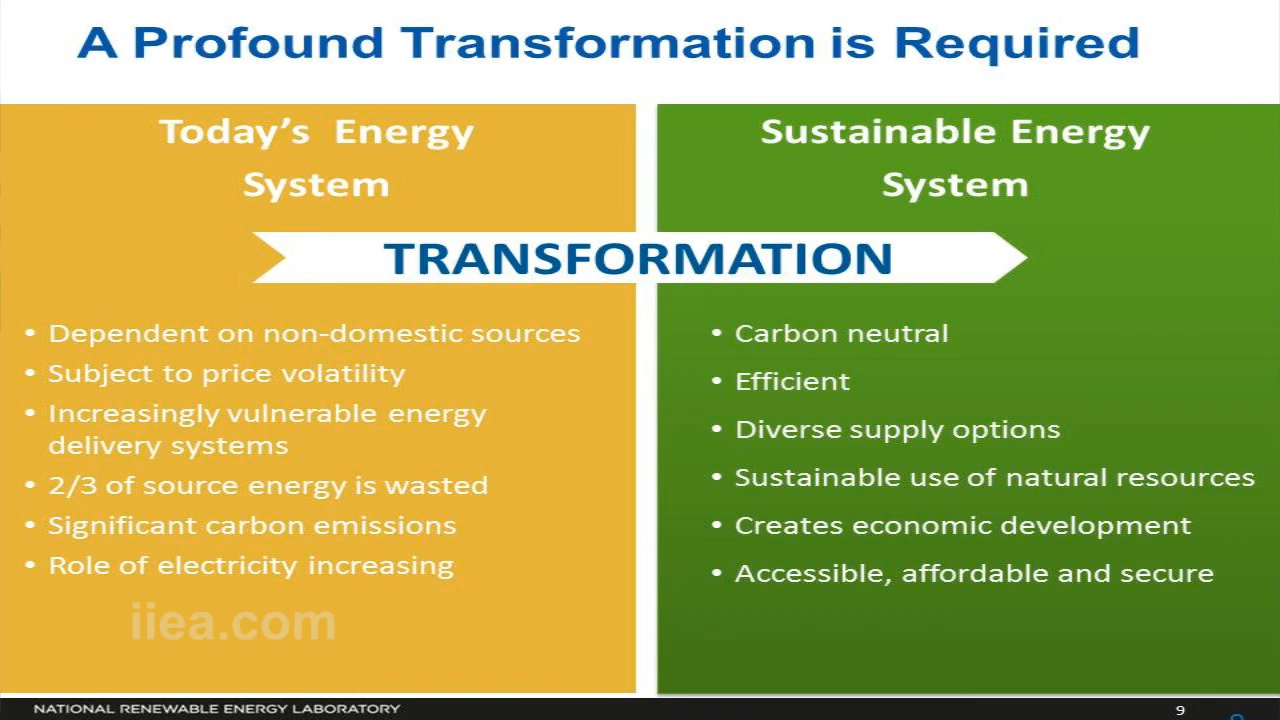 A Profound Transformation is Required
Today's Energy
System
Sustainable Energy
System
TRANSFORMATION
• Dependent on non-domestic sources
• Subject to price volatility
• Increasingly vulnerable energy
delivery systems
• 2/3 of source energy is wasted
• Significant carbon emissions
• Role of electricity increasing
• Carbon neutral
• Efficient
• Diverse supply options
• Sustainable use of natural resources
• Creates economic development
• Accessible, affordable and secure
iiea.com
NATIONAL RENEWABLE ENERGY LABORATORY
9